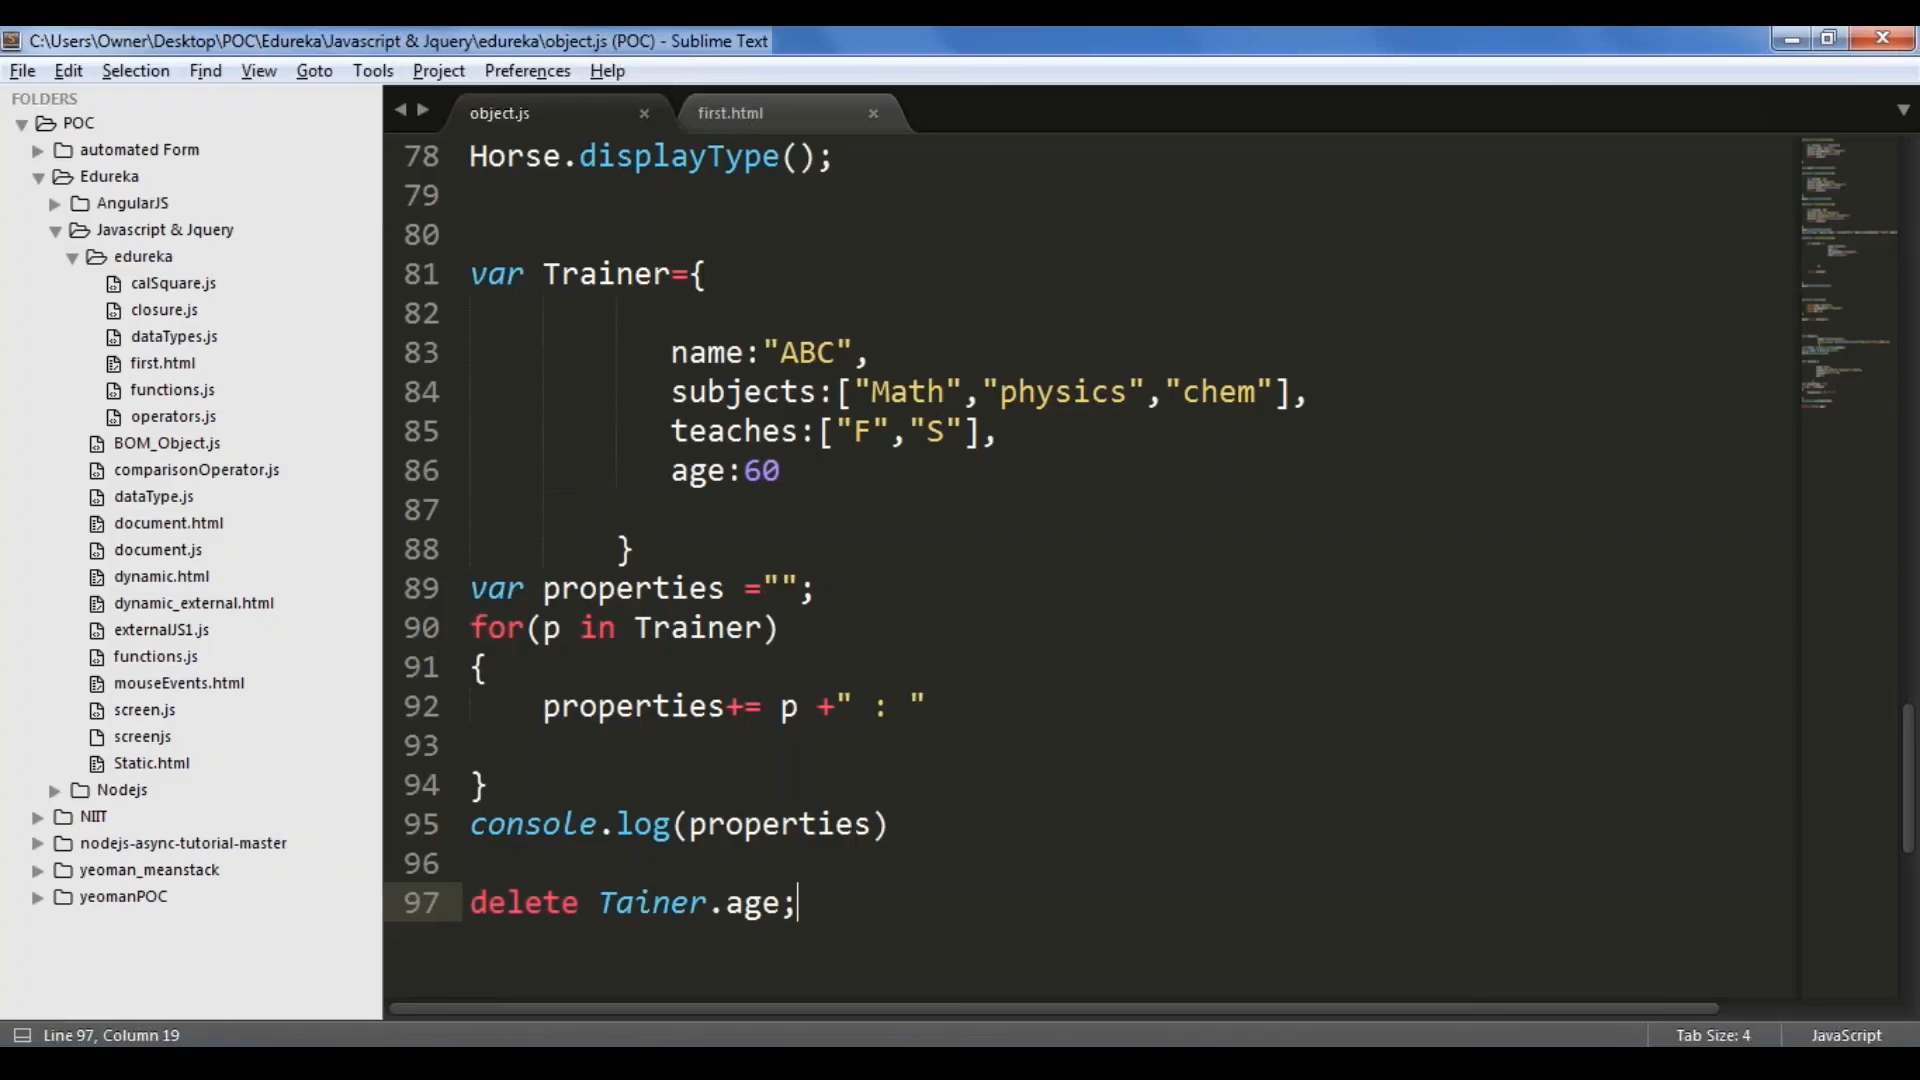 C:\Users\Owner\Desktop\POC\Edureka\Javascript & Jquery\edureka\object.js (POC) - Sublime Text
File Edit Selection Find View Goto Tools Project Preferences Help
FOLDERS
POC
automated Form
Edureka
AngularJS
Javascript & Jquery
edureka
calSquare.js
closure.js
dataTypes.js
first.html
functions.js
operators.js
BOM_Object.js
comparisonOperator.js
dataType.js
document.html
document.js
dynamic.html
dynamic_external.html
externalJS1.js
functions.js
mouseEvents.html
screen.js
screenjs
Static.html
Nodejs
NIIT
nodejs-async-tutorial-master
yeoman_meanstack
yeomanPOC
object.js first.html
78 Horse.displayType();
79
80
81 var Trainer={
82
83 name:"ABC",
84 subjects:["Math","physics","chem"],
85 teaches:["F","S"],
86 age:60
87
88 }
89 var properties ="";
90 for(p in Trainer)
91 {
92 properties+= p +" : "
93
94 }
95 console.log(properties)
96
97 delete Tainer.age;
Line 97, Column 19 Tab Size: 4 JavaScript